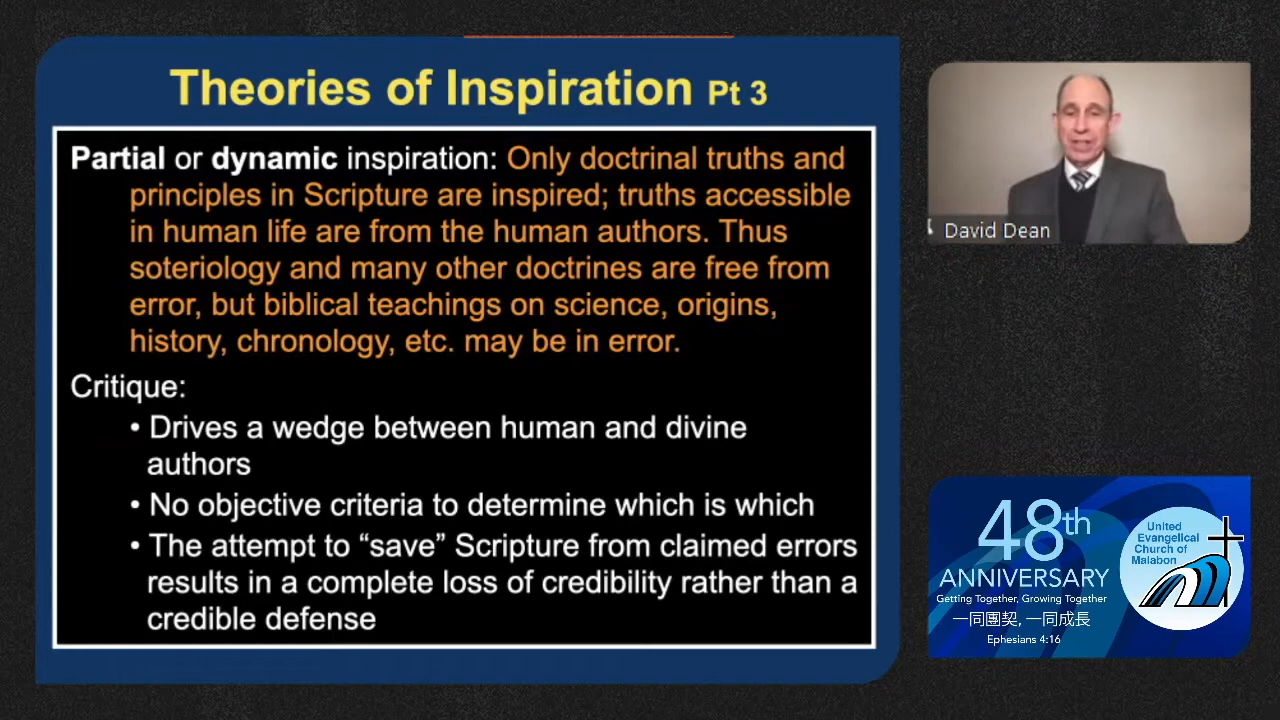 Theories of Inspiration Pt 3
Partial or dynamic inspiration: Only doctrinal truths and
principles in Scripture are inspired; truths accessible
in human life are from the human authors. Thus
soteriology and many other doctrines are free from
error, but biblical teachings on science, origins,
history, chronology, etc. may be in error.
Critique:
• Drives a wedge between human and divine
authors
• No objective criteria to determine which is which
• The attempt to “save” Scripture from claimed errors
results in a complete loss of credibility rather than a
credible defense
David Dean
48th
ANNIVERSARY
Getting Together, Growing Together
一同團契, 一同成長
Ephesians 4:16
United
Evangelical
Church of
Malabon